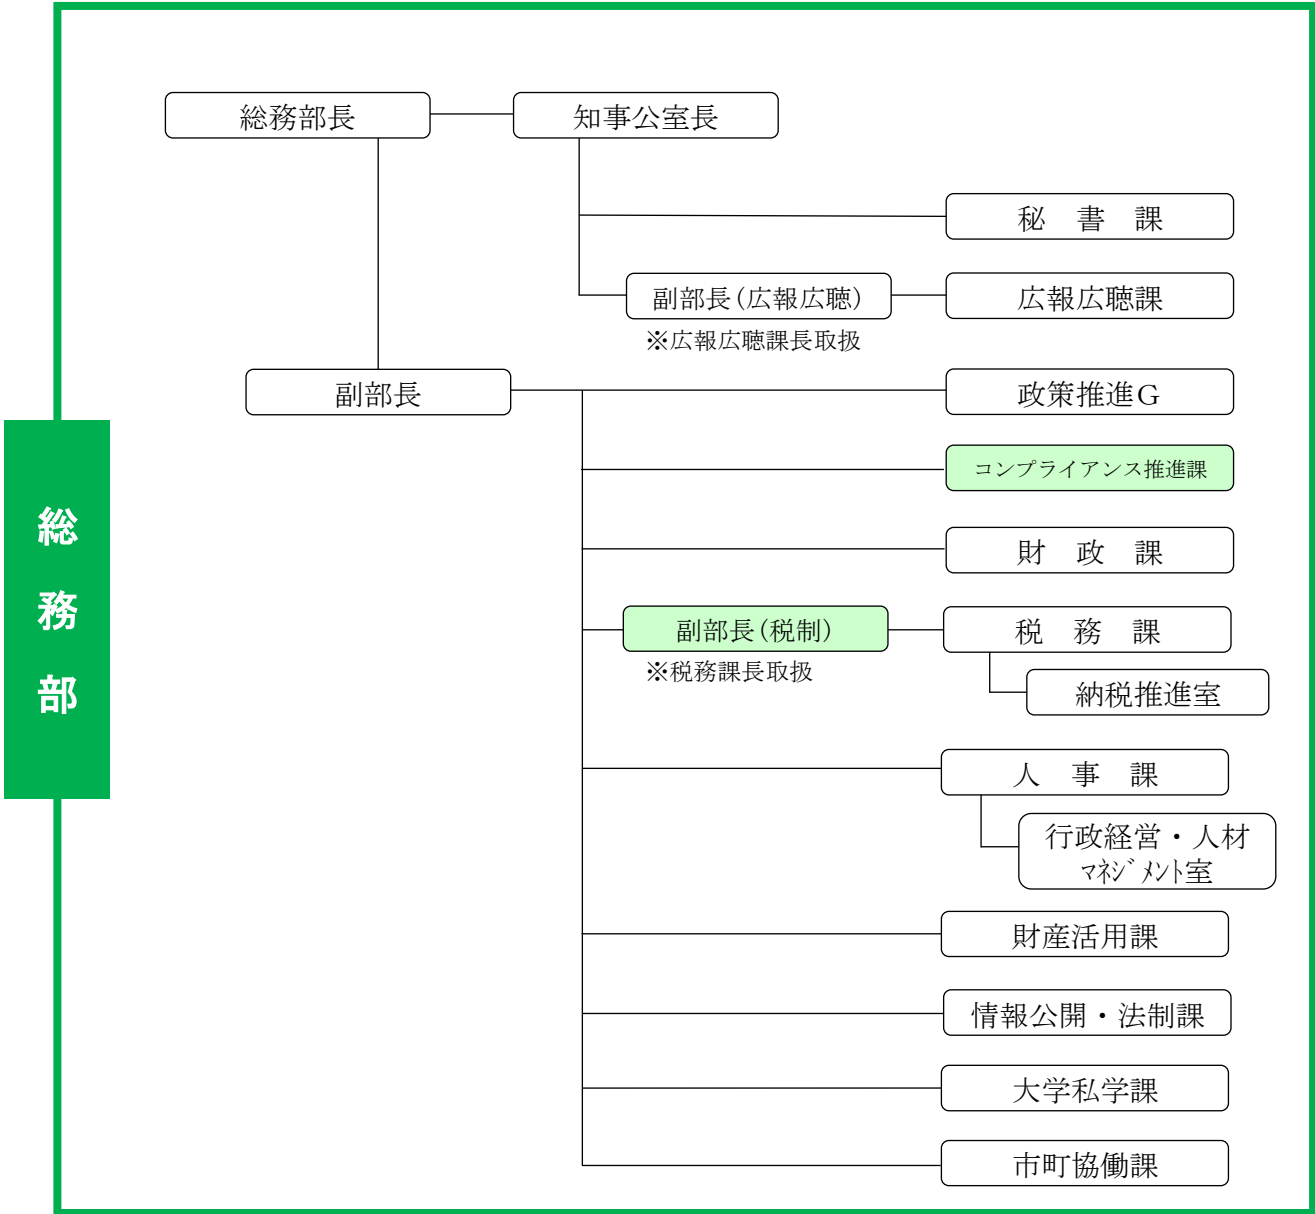 総務部
総務部長
知事公室長
秘書課
副部長(広報広聴)
広報広聴課
※広報広聴課長取扱
副部長
政策推進G
コンプライアンス推進課
財政課
副部長(税制)
税務課
※税務課長取扱
納税推進室
人事課
行政経営・人材
ﾏﾈｼﾞﾒﾝﾄ室
財産活用課
情報公開・法制課
大学私学課
市町協働課